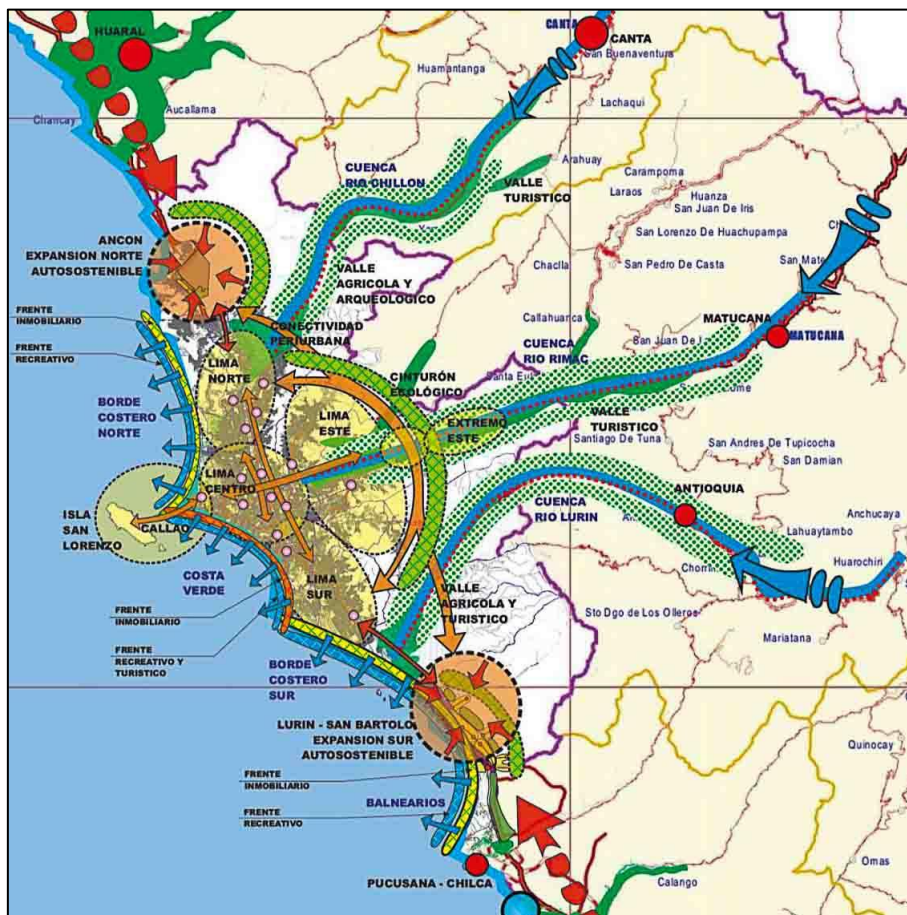 HUARAL
CANTA
CANTA
San Buenaventura
Huamantanga
Lachaqui
Chancay
Aucallama
Arahuay
CUENCA
RIO CHILLON
VALLE
TURISTICO
Carampoma
Laraos
Huanza
San Juan De Iris
San Lorenzo De Huachupampa
San Pedro De Casta
Chaclla
San Mate
ANCON
EXPANSION NORTE
AUTOSOSTENIBLE
VALLE
AGRICOLA Y
ARQUEOLOGICO
Callahuanca
MATUCANA
MATUCANA
FRENTE
INMOBILIARIO
CONECTIVIDAD
PERIURBANA
San Juan De
CUENCA
RIO RIMAC
FRENTE
RECREATIVO
LIMA
NORTE
CINTURÓN
ECOLÓGICO
Santa Eu
BORDE
COSTERO
NORTE
LIMA
ESTE
EXTREMO
ESTE
VALLE
TURISTICO
Santiago De Tuna
San Andres De Tupicocha
San Damian
LIMA
CENTRO
ISLA
SAN
LORENZO
CALLAO
CUENCA
RIO LURIN
ANTIOQUIA
Anchucaya
Lahuaytambo
Huarochiri
COSTA
VERDE
LIMA
SUR
VALLE
AGRICOLA Y
TURISTICO
FRENTE
INMOBILIARIO
Sto Dgo de Los Olleros
Mariatana
FRENTE
RECREATIVO Y
TURISTICO
BORDE
COSTERO
SUR
LURIN - SAN BARTOLO
EXPANSION SUR
AUTOSOSTENIBLE
Quinocay
FRENTE
INMOBILIARIO
BALNEARIOS
FRENTE
RECREATIVO
PUCUSANA - CHILCA
Calango
Omas